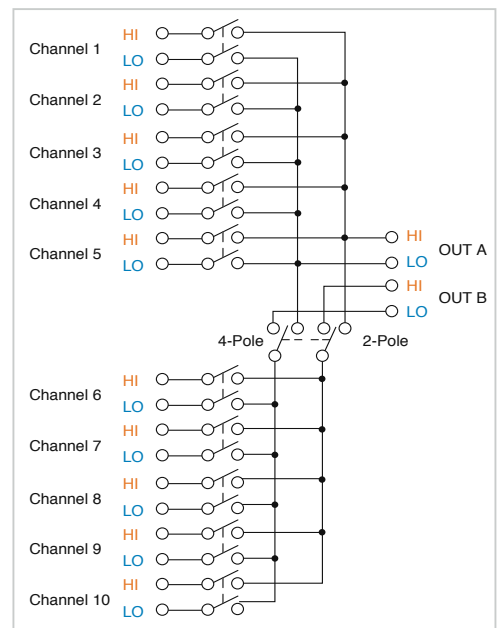 Channel 1 HI
LO
Channel 2 HI
LO
Channel 3 HI
LO
Channel 4 HI
LO
Channel 5 HI
LO
HI OUT A
LO
HI OUT B
LO
4-Pole 2-Pole
Channel 6 HI
LO
Channel 7 HI
LO
Channel 8 HI
LO
Channel 9 HI
LO
Channel 10 HI
LO